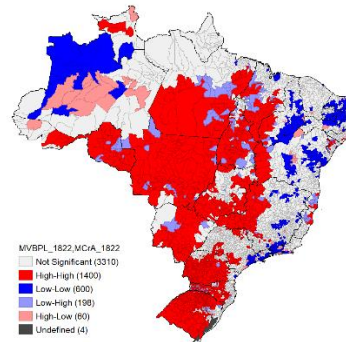 MVBPL_1822,MCrA_1822
Not Significant (3310)
High-High (1400)
Low-Low (600)
Low-High (198)
High-Low (60)
Undefined (4)